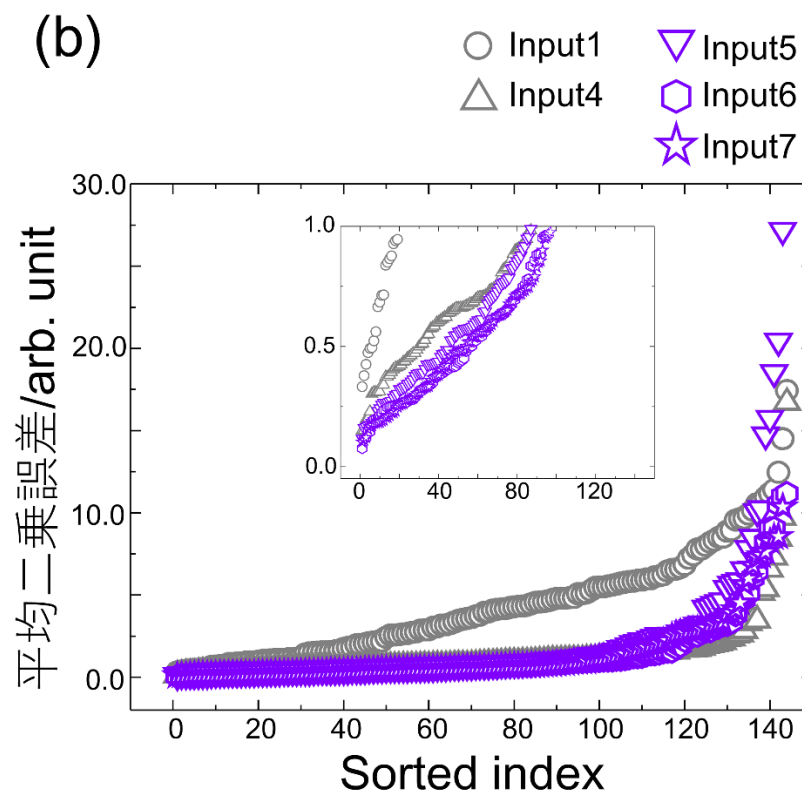 (b)
Input1
Input4
Input5
Input6
Input7
平均二乗誤差/arb. unit
30.0
20.0
10.0
0.0
1.0
0.5
0.0
0 40 80 120
0 20 40 60 80 100 120 140
Sorted index